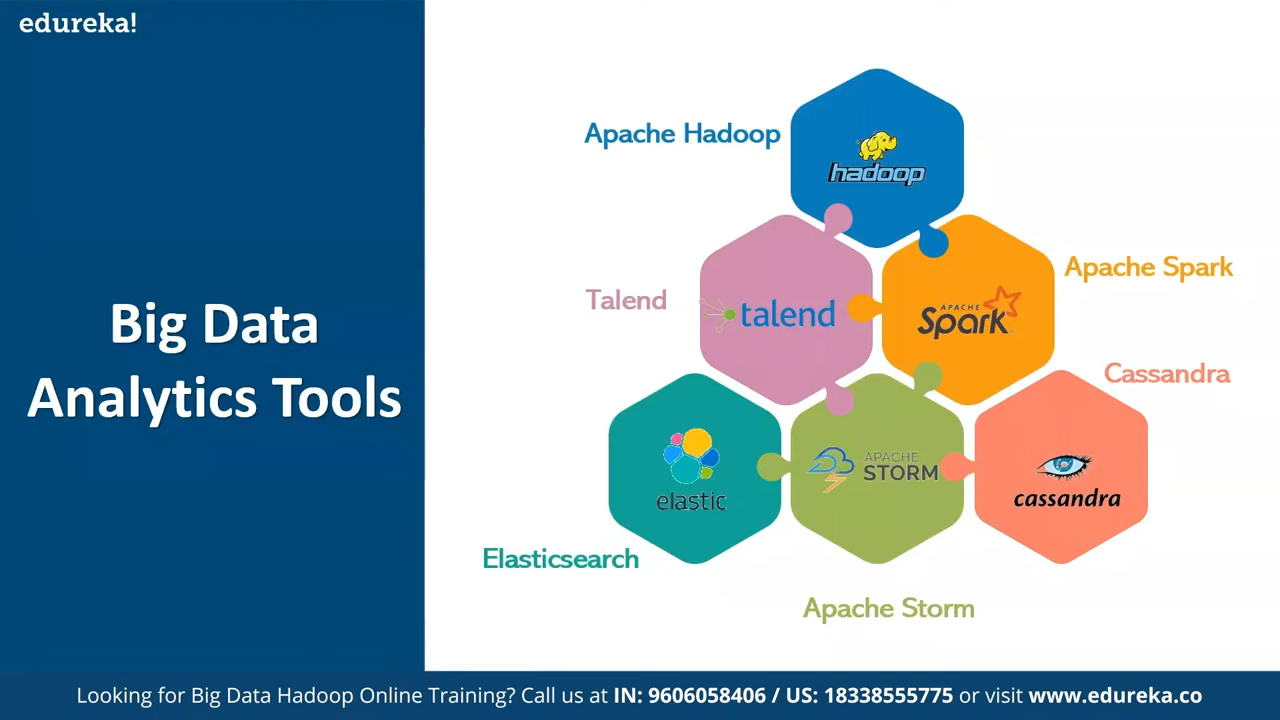 edureka!
Big Data
Analytics Tools
Apache Hadoop
hadoop
Talend
talend
APACHE
Spark
Apache Spark
Cassandra
elastic
APACHE
STORM
cassandra
Elasticsearch
Apache Storm
Looking for Big Data Hadoop Online Training? Call us at IN: 9606058406 / US: 18338555775 or visit www.edureka.co